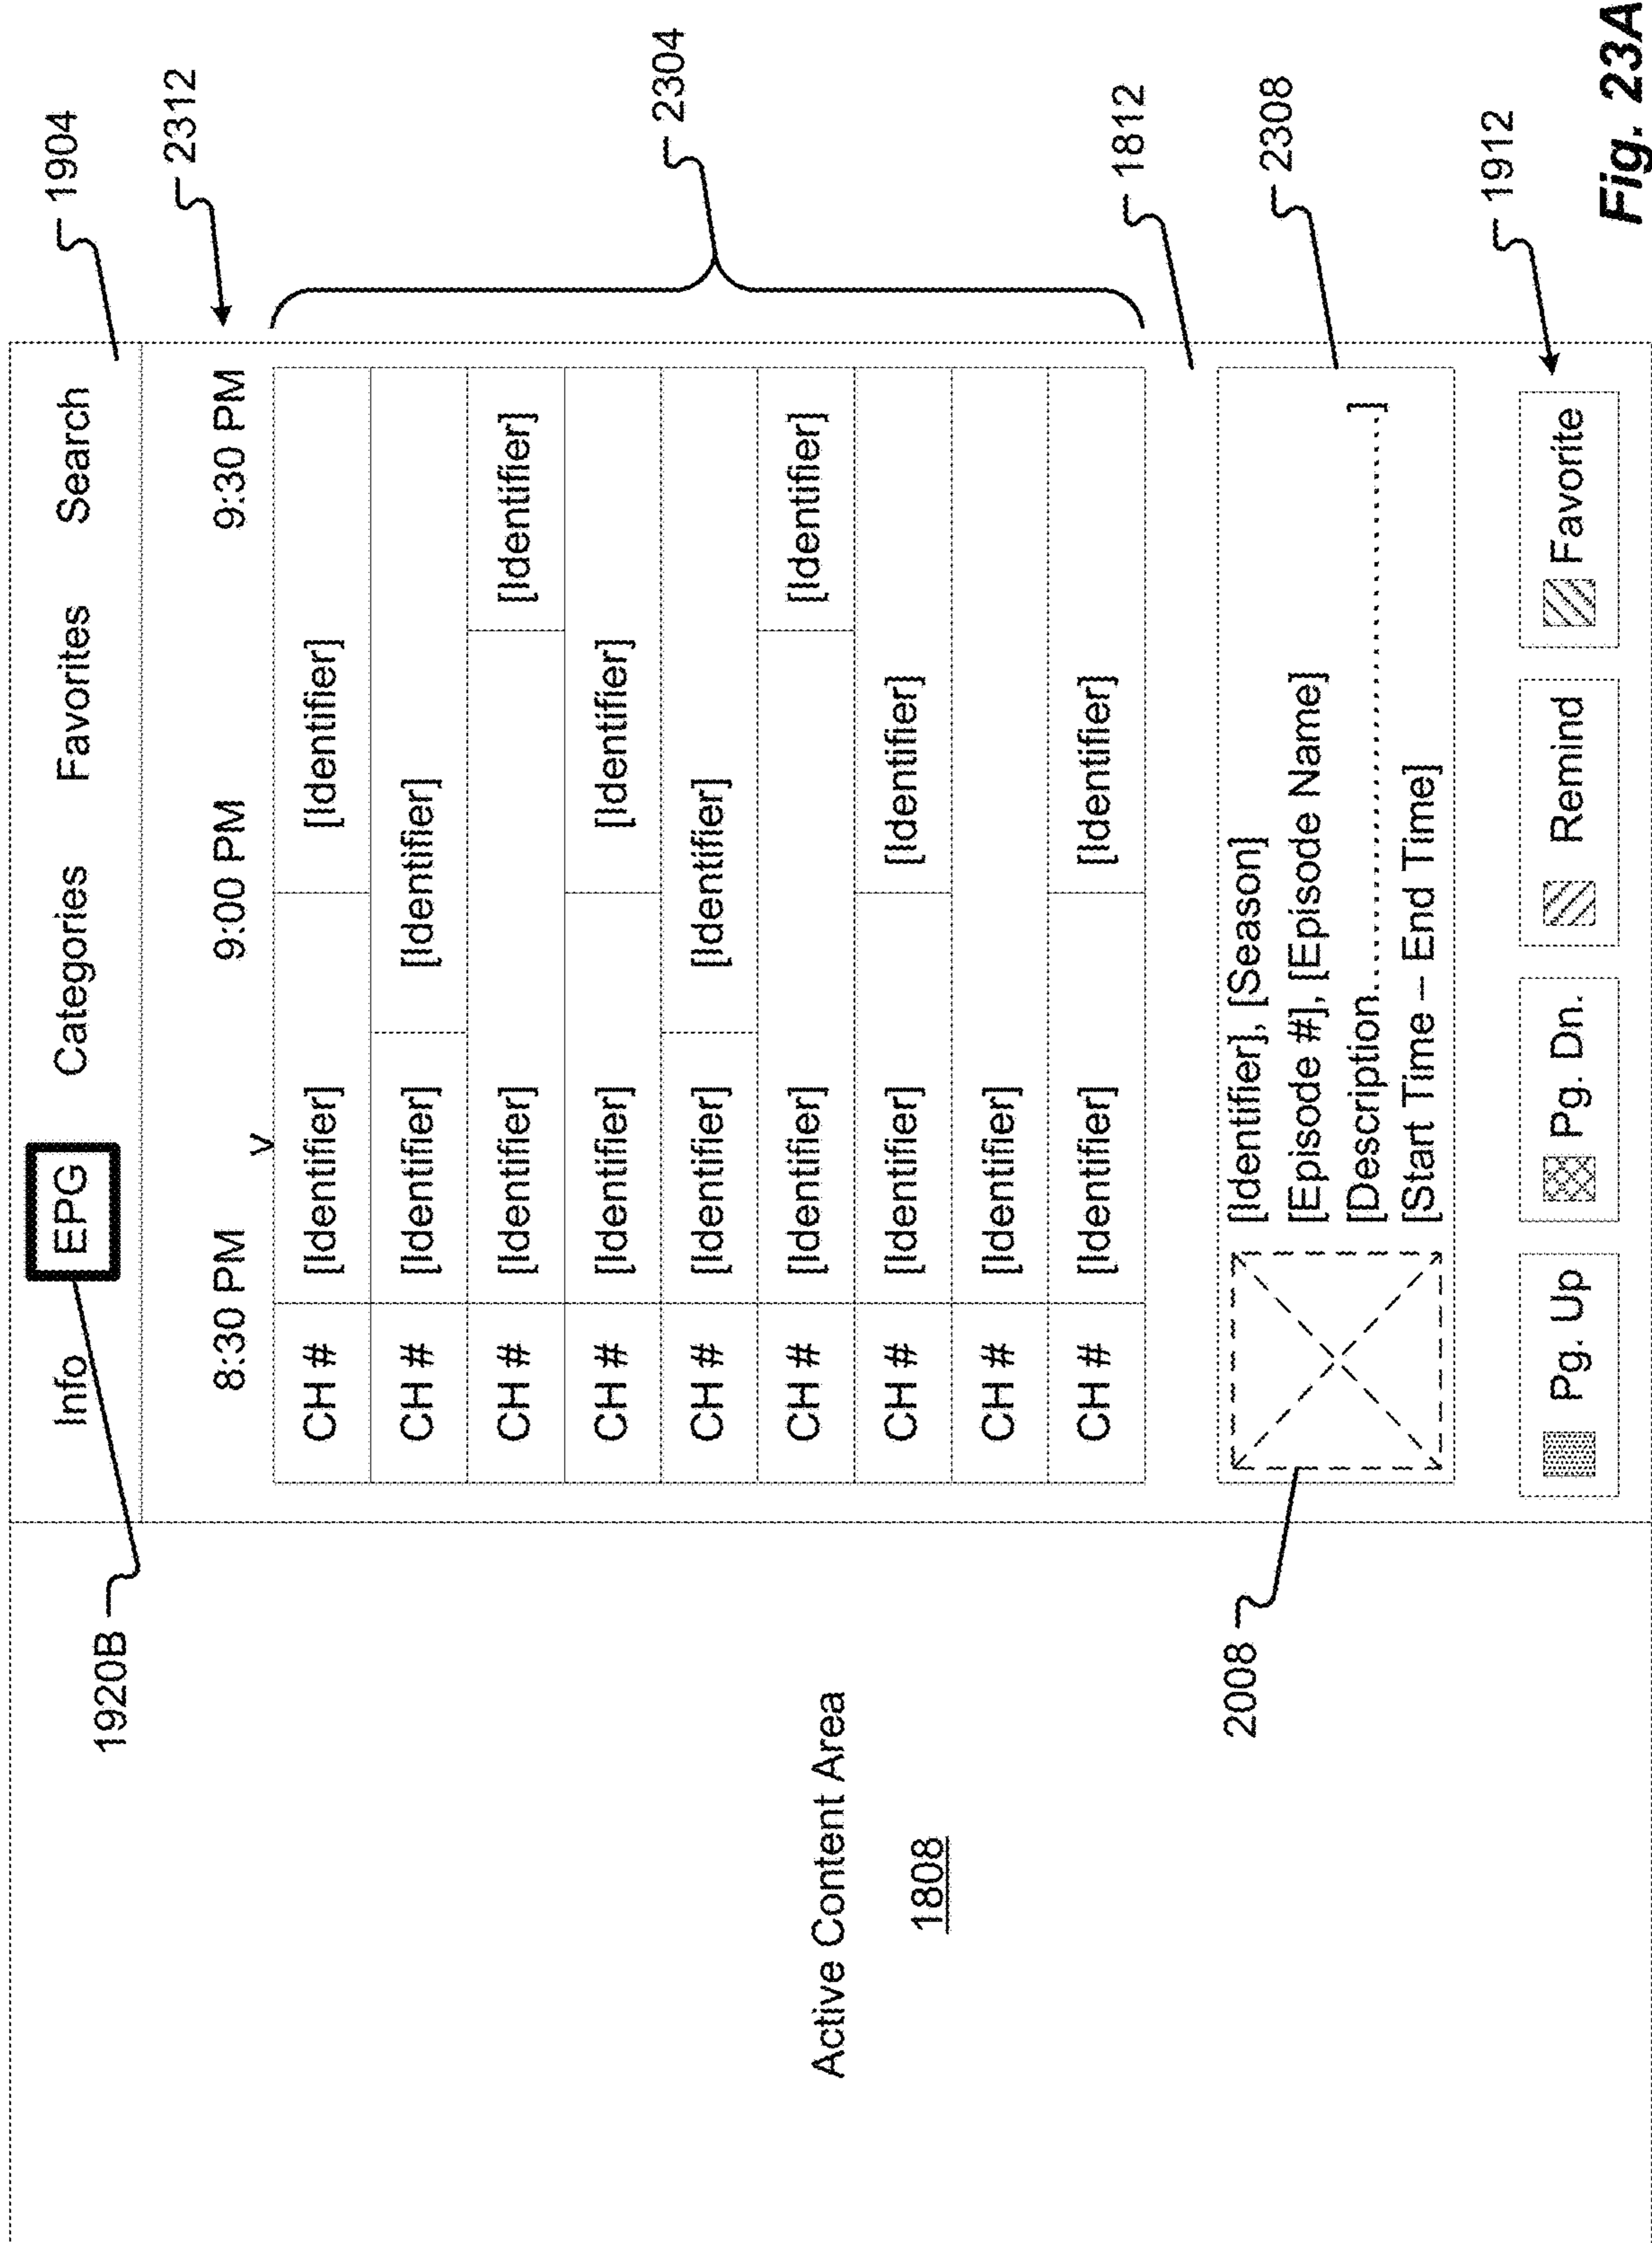 1904
Info EPG Categories Favorites Search
1920B
2312
8:30 PM 9:00 PM 9:30 PM
v
CH # [Identifier] [Identifier]
CH # [Identifier] [Identifier]
CH # [Identifier] [Identifier]
CH # [Identifier] [Identifier]
CH # [Identifier] [Identifier]
CH # [Identifier] [Identifier]
CH # [Identifier] [Identifier]
CH # [Identifier]
CH # [Identifier] [Identifier]
2304
Active Content Area
1808
1812
2008
[Identifier], [Season]
[Episode #], [Episode Name]
[Description.................................................]
[Start Time – End Time]
2308
Pg. Up Pg. Dn. Remind Favorite
1912
Fig. 23A